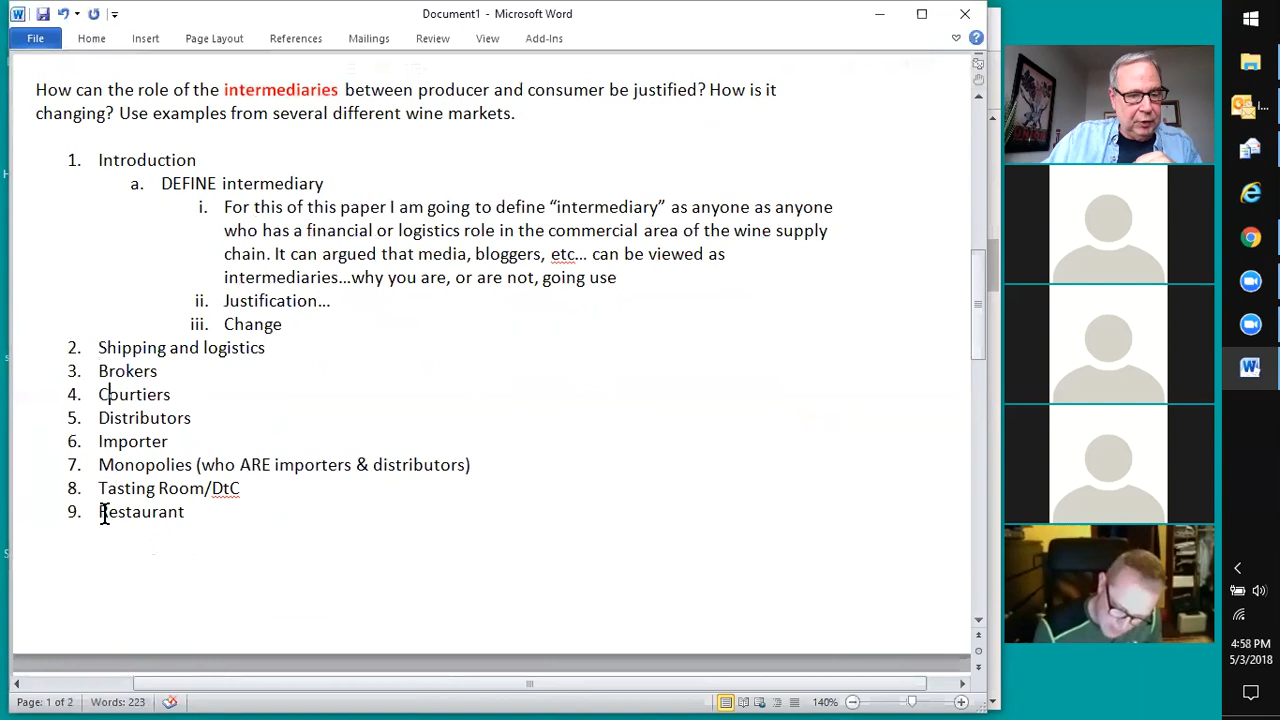 Document1 - Microsoft Word
File Home Insert Page Layout References Mailings Review View Add-Ins
How can the role of the intermediaries between producer and consumer be justified? How is it
changing? Use examples from several different wine markets.
1. Introduction
a. DEFINE intermediary
i. For this of this paper I am going to define “intermediary” as anyone as anyone
who has a financial or logistics role in the commercial area of the wine supply
chain. It can argued that media, bloggers, etc... can be viewed as
intermediaries...why you are, or are not, going use
ii. Justification...
iii. Change
2. Shipping and logistics
3. Brokers
4. Courtiers
5. Distributors
6. Importer
7. Monopolies (who ARE importers & distributors)
8. Tasting Room/DtC
9. Restaurant
Page: 1 of 2 Words: 223 140%
4:58 PM
5/3/2018